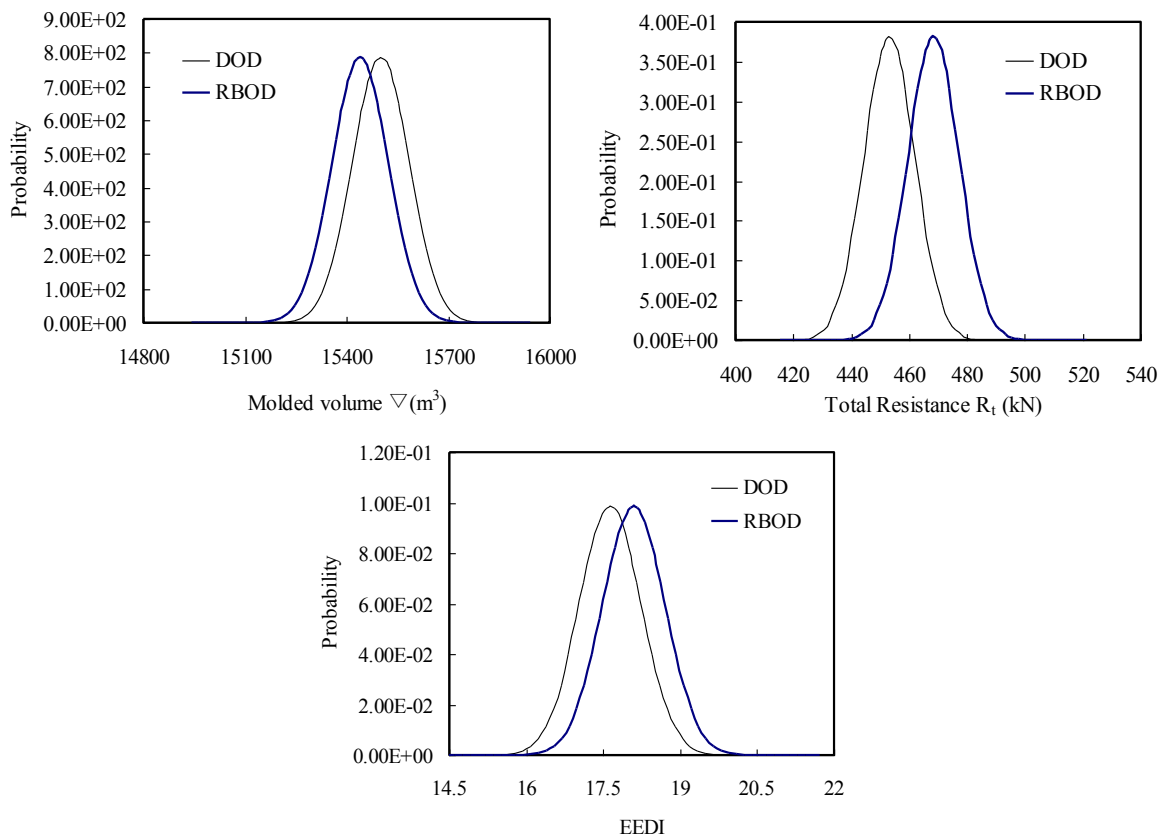 9.00E+02
8.00E+02
7.00E+02
6.00E+02
5.00E+02
4.00E+02
3.00E+02
2.00E+02
1.00E+02
0.00E+00
Probability
DOD
RBOD
14800 15100 15400 15700 16000
Molded volume ▽(m³)
4.00E-01
3.50E-01
3.00E-01
2.50E-01
2.00E-01
1.50E-01
1.00E-01
5.00E-02
0.00E+00
Probability
DOD
RBOD
400 420 440 460 480 500 520 540
Total Resistance Rₜ (kN)
1.20E-01
1.00E-01
8.00E-02
6.00E-02
4.00E-02
2.00E-02
0.00E+00
Probability
DOD
RBOD
14.5 16 17.5 19 20.5 22
EEDI